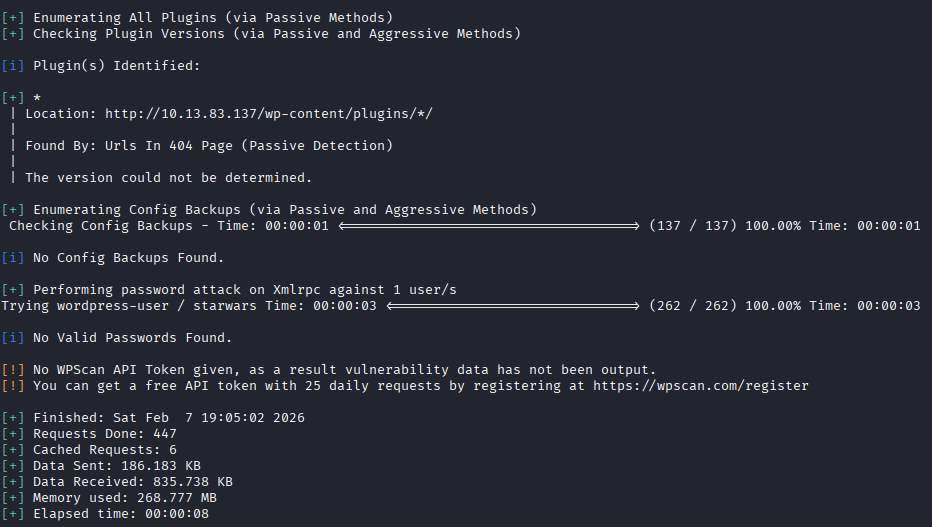 [+] Enumerating All Plugins (via Passive Methods)
[+] Checking Plugin Versions (via Passive and Aggressive Methods)
[i] Plugin(s) Identified:
[+] *
| Location: http://10.13.83.137/wp-content/plugins/*/
|
| Found By: Urls In 404 Page (Passive Detection)
|
| The version could not be determined.
[+] Enumerating Config Backups (via Passive and Aggressive Methods)
Checking Config Backups - Time: 00:00:01 <==================================> (137 / 137) 100.00% Time: 00:00:01
[i] No Config Backups Found.
[+] Performing password attack on Xmlrpc against 1 user/s
Trying wordpress-user / starwars Time: 00:00:03 <============================> (262 / 262) 100.00% Time: 00:00:03
[i] No Valid Passwords Found.
[!] No WPScan API Token given, as a result vulnerability data has not been output.
[!] You can get a free API token with 25 daily requests by registering at https://wpscan.com/register
[+] Finished: Sat Feb  7 19:05:02 2026
[+] Requests Done: 447
[+] Cached Requests: 6
[+] Data Sent: 186.183 KB
[+] Data Received: 835.738 KB
[+] Memory used: 268.777 MB
[+] Elapsed time: 00:00:08